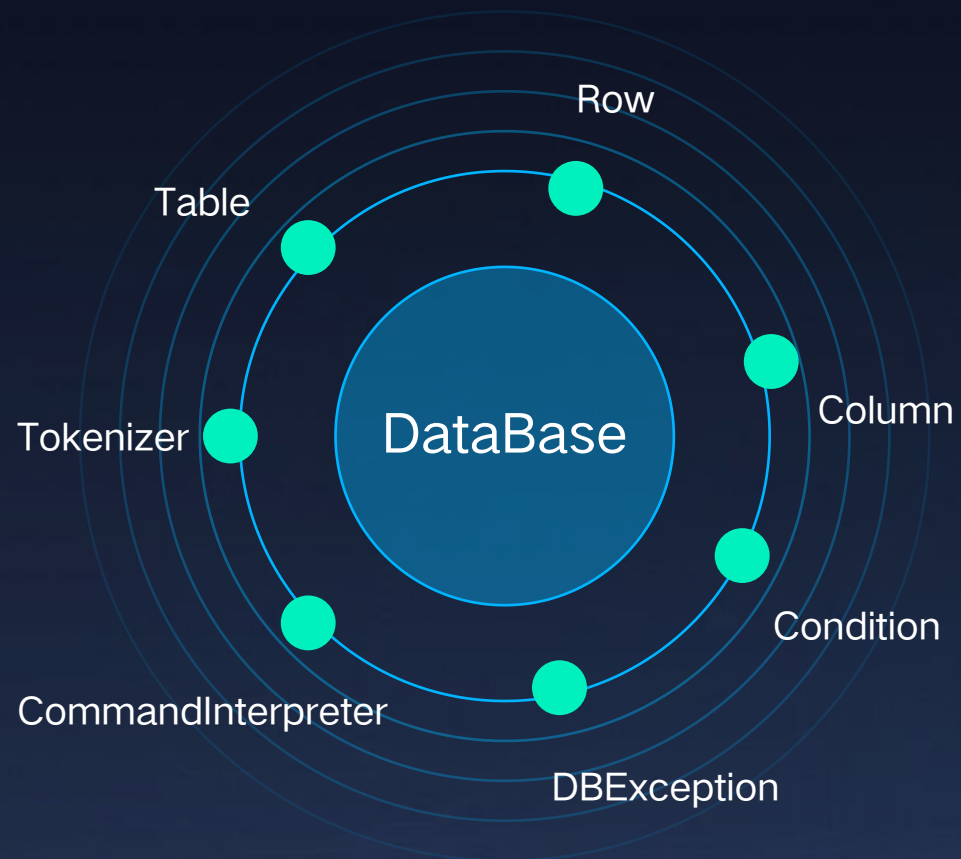 Row
Table
Column
Tokenizer
DataBase
Condition
CommandInterpreter
DBException